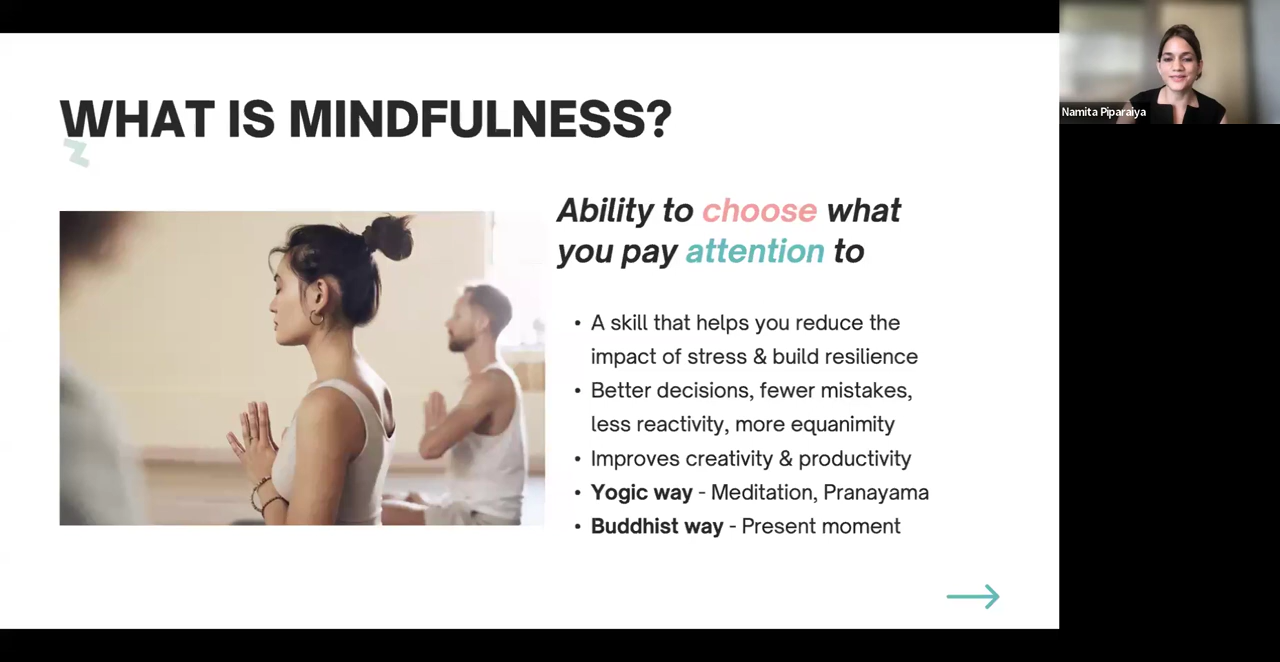 WHAT IS MINDFULNESS?
Ability to choose what
you pay attention to
• A skill that helps you reduce the
impact of stress & build resilience
• Better decisions, fewer mistakes,
less reactivity, more equanimity
• Improves creativity & productivity
• Yogic way - Meditation, Pranayama
• Buddhist way - Present moment
Namita Piparaiya